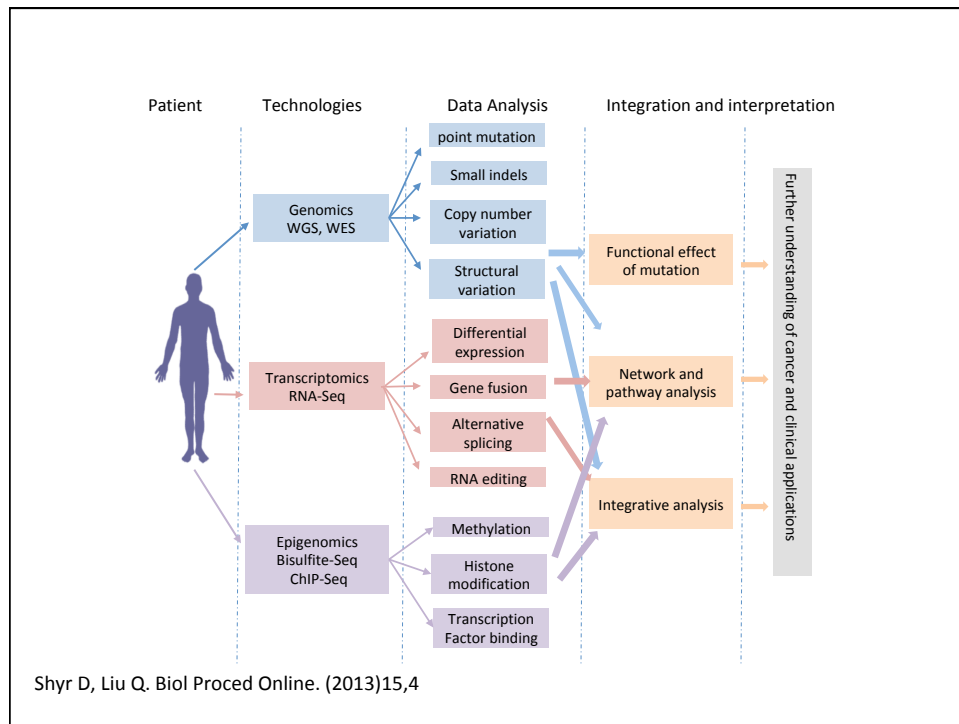 Patient
Technologies
Data Analysis
Integration and interpretation
point mutation
Small indels
Genomics
WGS, WES
Copy number
variation
Structural
variation
Functional effect
of mutation
Differential
expression
Transcriptomics
RNA-Seq
Gene fusion
Network and
pathway analysis
Alternative
splicing
RNA editing
Integrative analysis
Methylation
Epigenomics
Bisulfite-Seq
ChIP-Seq
Histone
modification
Transcription
Factor binding
Further understanding of cancer and clinical applications
Shyr D, Liu Q. Biol Proced Online. (2013)15,4